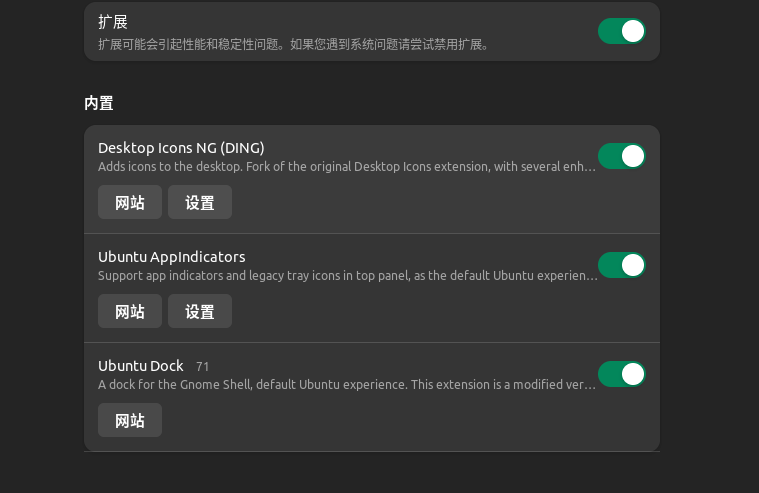 扩展
扩展可能会引起性能和稳定性问题。如果您遇到系统问题请尝试禁用扩展。
内置
Desktop Icons NG (DING)
Adds icons to the desktop. Fork of the original Desktop Icons extension, with several enh…
网站 设置
Ubuntu AppIndicators
Support app indicators and legacy tray icons in top panel, as the default Ubuntu experien…
网站 设置
Ubuntu Dock 71
A dock for the Gnome Shell, default Ubuntu experience. This extension is a modified ver…
网站